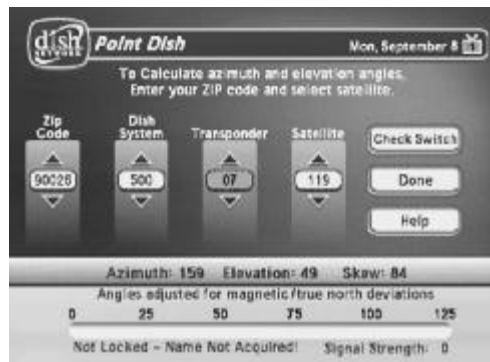 dish
NETWORK
Point Dish
Mon, September 8
To Calculate azimuth and elevation angles,
Enter your ZIP code and select satellite.
Zip
Code
Dish
System
Transponder
Satellite
90026
500
07
119
Check Switch
Done
Help
Azimuth: 159 Elevation: 49 Skew: 84
Angles adjusted for magnetic/true north deviations
0 25 50 75 100 125
Not Locked - Name Not Acquired! Signal Strength: 0